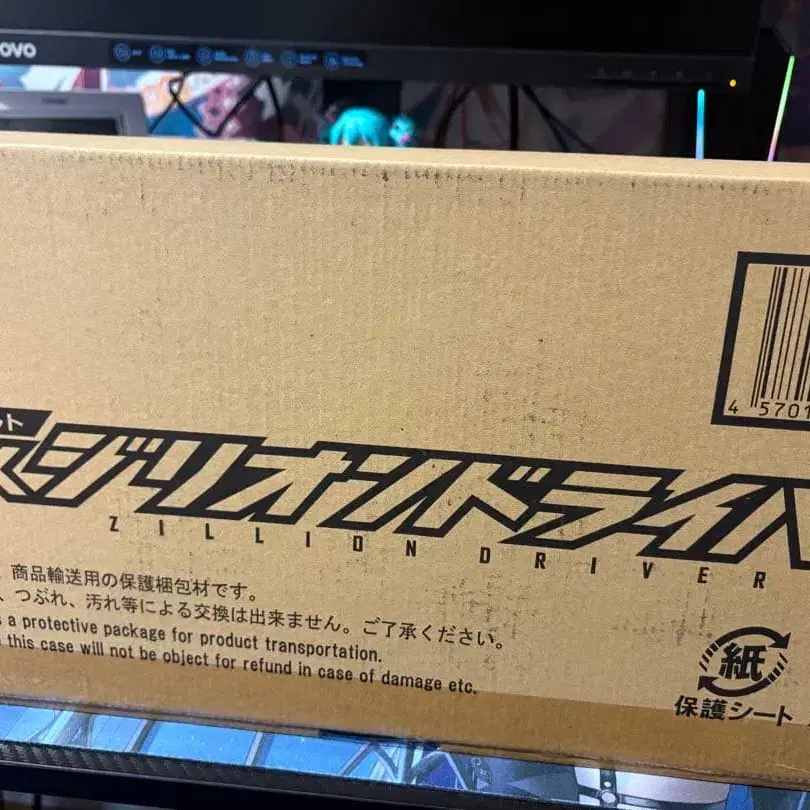 ovo
4 5701
ット
ジリオンドライ
ZILLION DRIVER
、商品輸送用の保護梱包材です。
、つぶれ、汚れ等による交換は出来ません。ご了承ください。
s a protective package for product transportation.
this case will not be object for refund in case of damage etc.
紙
保護シート